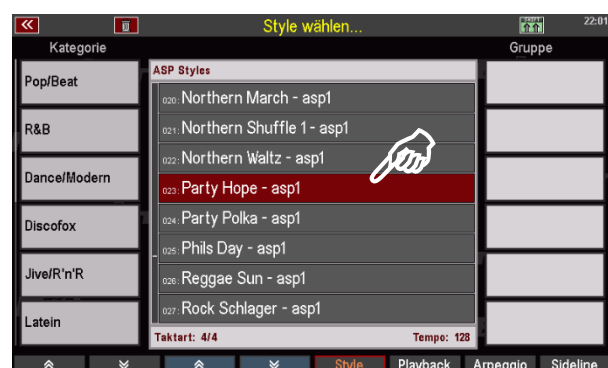 Style wählen...
22:01
Kategorie
Gruppe
Pop/Beat
R&B
Dance/Modern
Discofox
Jive/R'n'R
Latein
ASP Styles
020: Northern March - asp1
021: Northern Shuffle 1 - asp1
022: Northern Waltz - asp1
023: Party Hope - asp1
024: Party Polka - asp1
025: Phils Day - asp1
026: Reggae Sun - asp1
027: Rock Schlager - asp1
Taktart: 4/4 Tempo: 128
Style Playback Arpeggio Sideline